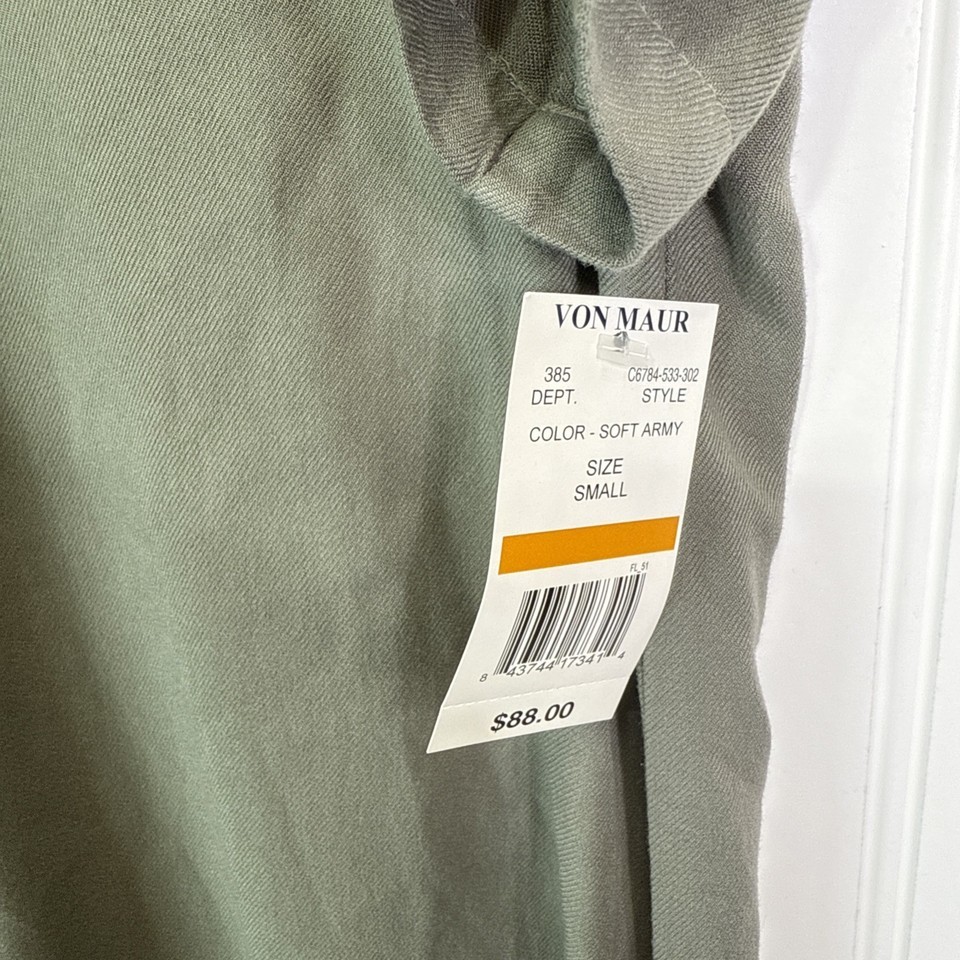 VON MAUR
385 C6784-533-302
DEPT. STYLE
COLOR - SOFT ARMY
SIZE
SMALL
FL_51
8 43744 17341 4
$88.00